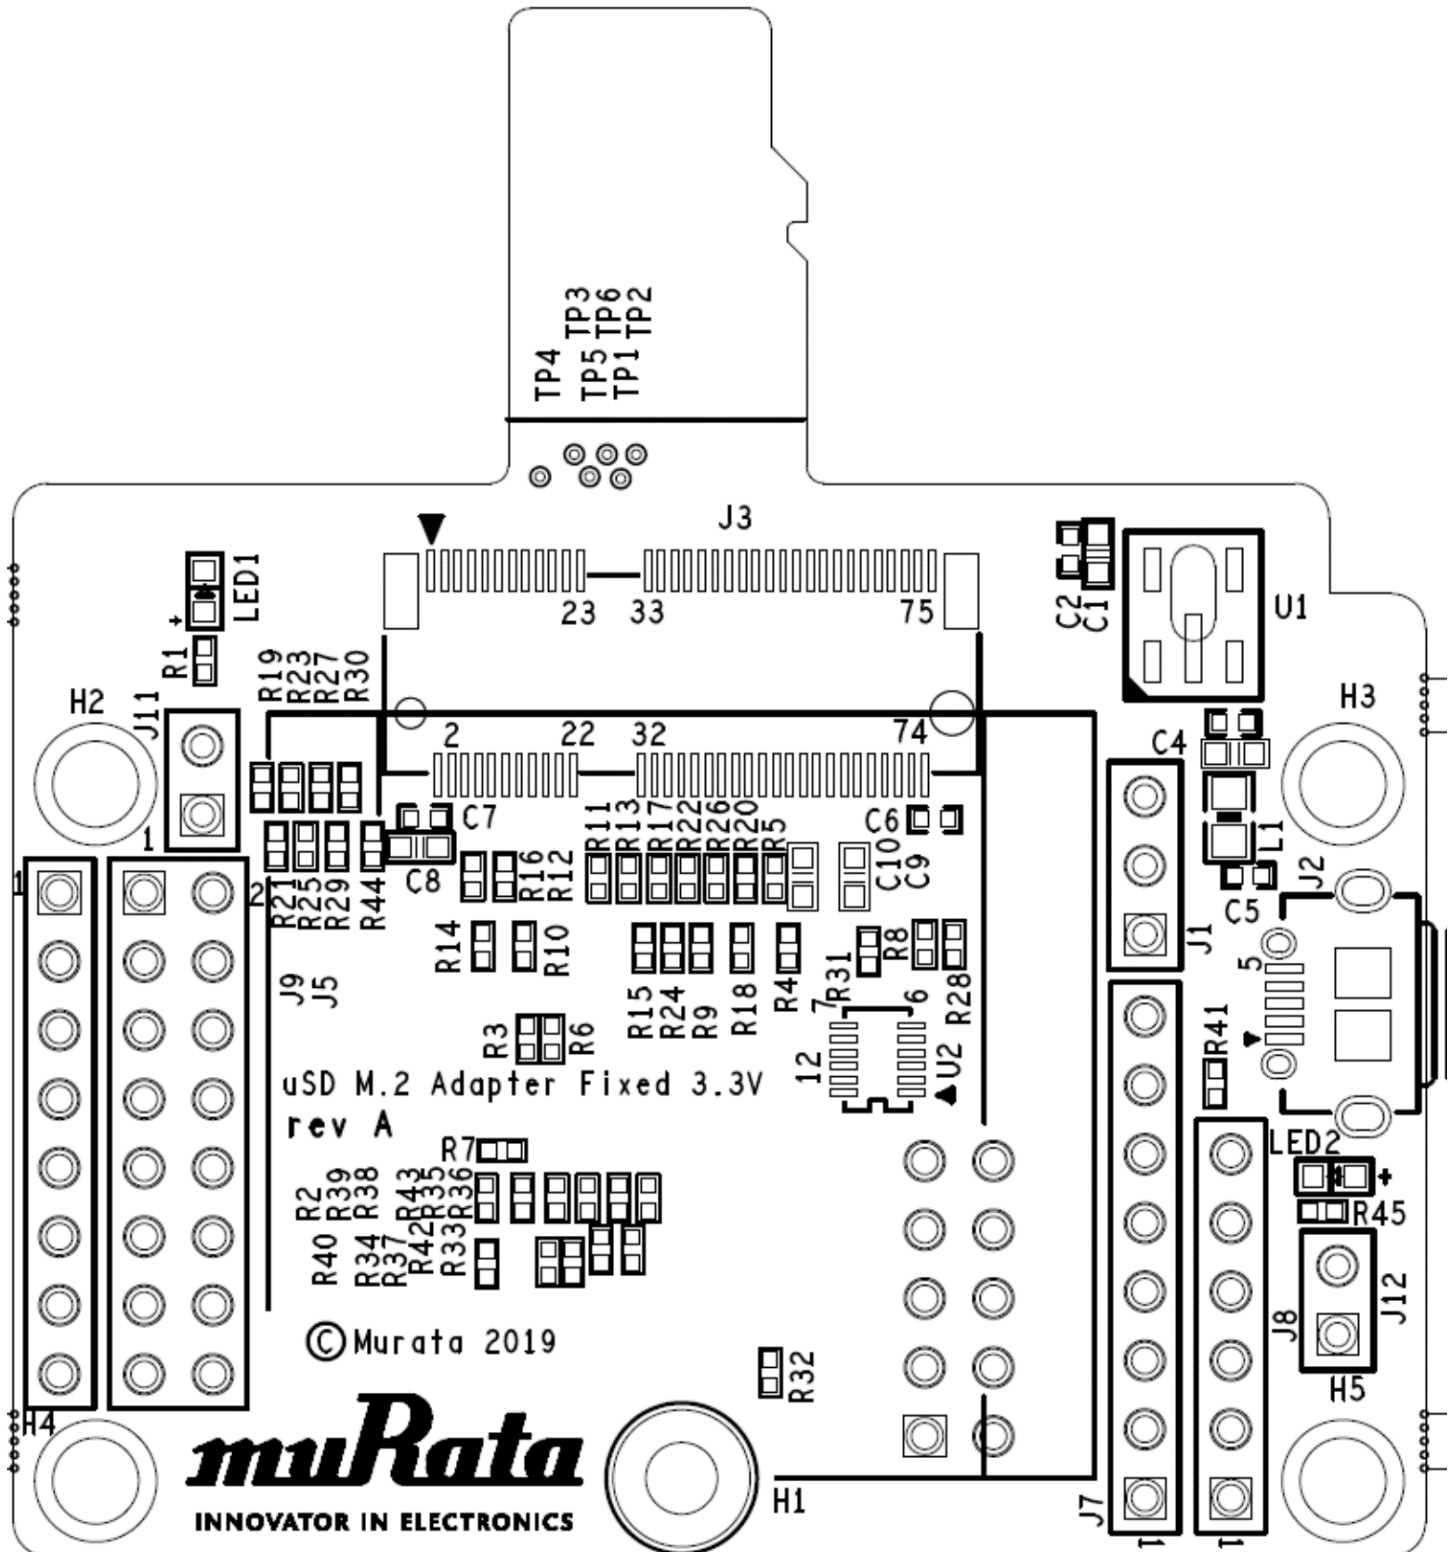 TP3
TP6
TP2
TP4
TP5
TP1
J3
23
33
75
LED1
+
R1
C2
C1
U1
R19
R23
R27
R30
H2
J11
2
22
32
74
H3
C4
1
C7
C8
R16
R12
R11
R13
R17
R22
R26
R20
R5
C6
C10
C9
L1
J2
C5
J1
1
2
R21
R25
R29
R44
R14
R10
R15
R24
R9
R18
R4
R31
R8
R28
5
J9
J5
R3
R6
7
6
12
U2
R41
uSD M.2 Adapter Fixed 3.3V
rev A
R7
LED2
+
R2
R39
R38
R43
R35
R36
R45
R40
R34
R37
R42
R33
J8
J12
© Murata 2019
R32
H5
H4
muRata
INNOVATOR IN ELECTRONICS
H1
J7
1
1